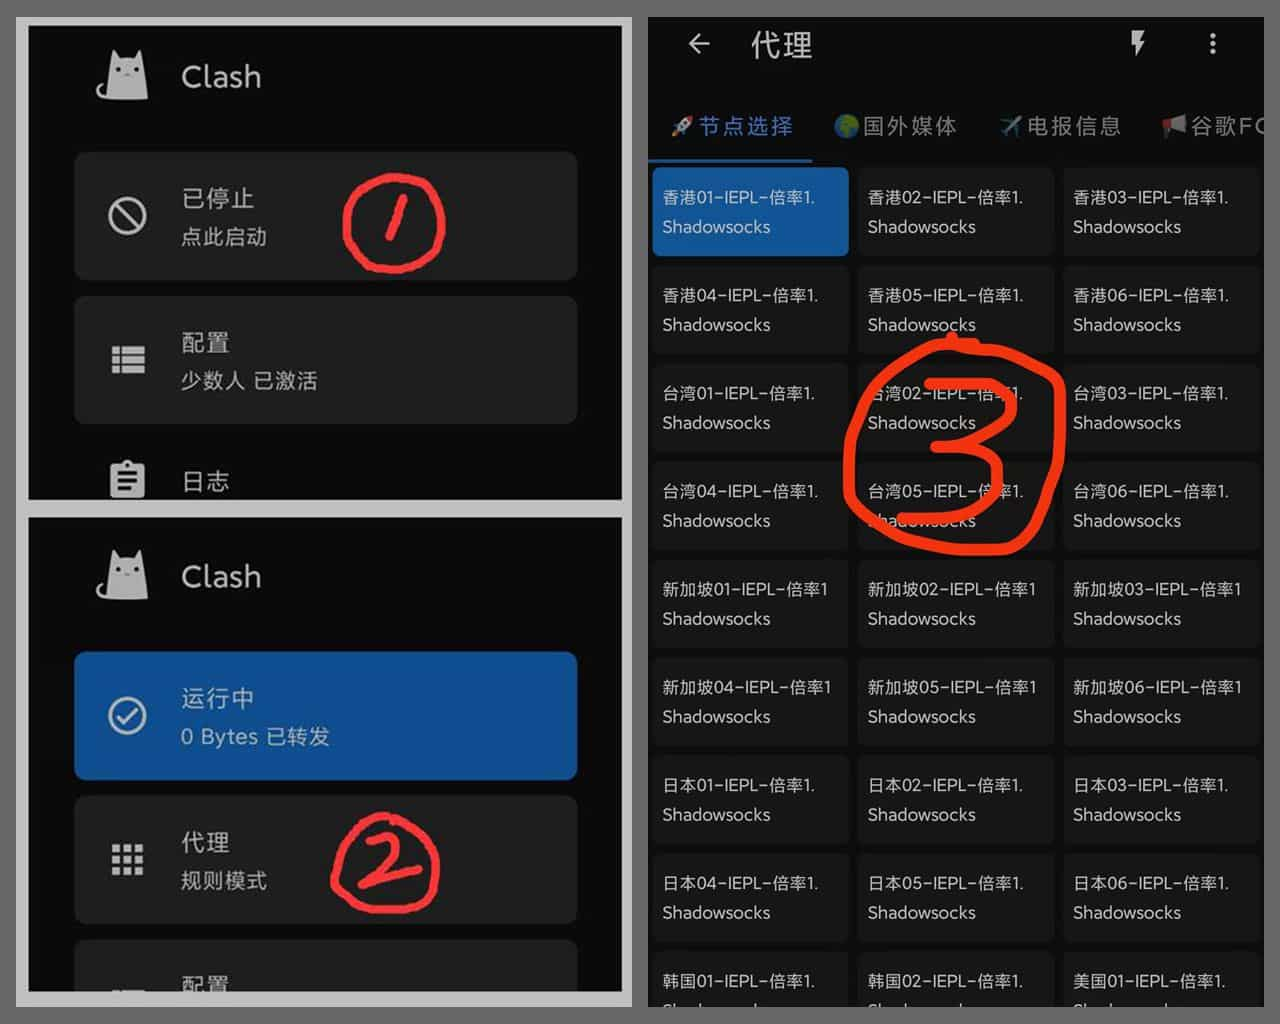 Clash
已停止
点此启动
1
配置
少数人 已激活
日志
Clash
运行中
0 Bytes 已转发
代理
规则模式
2
配置
代理
节点选择
国外媒体
电报信息
谷歌FC
香港01-IEPL-倍率1.
Shadowsocks
香港02-IEPL-倍率1.
Shadowsocks
香港03-IEPL-倍率1.
Shadowsocks
香港04-IEPL-倍率1.
Shadowsocks
香港05-IEPL-倍率1.
Shadowsocks
香港06-IEPL-倍率1.
Shadowsocks
台湾01-IEPL-倍率1.
Shadowsocks
台湾02-IEPL-倍率1.
Shadowsocks
台湾03-IEPL-倍率1.
Shadowsocks
3
台湾04-IEPL-倍率1.
Shadowsocks
台湾05-IEPL-倍率1.
Shadowsocks
台湾06-IEPL-倍率1.
Shadowsocks
新加坡01-IEPL-倍率1
Shadowsocks
新加坡02-IEPL-倍率1
Shadowsocks
新加坡03-IEPL-倍率1
Shadowsocks
新加坡04-IEPL-倍率1
Shadowsocks
新加坡05-IEPL-倍率1
Shadowsocks
新加坡06-IEPL-倍率1
Shadowsocks
日本01-IEPL-倍率1.
Shadowsocks
日本02-IEPL-倍率1.
Shadowsocks
日本03-IEPL-倍率1.
Shadowsocks
日本04-IEPL-倍率1.
Shadowsocks
日本05-IEPL-倍率1.
Shadowsocks
日本06-IEPL-倍率1.
Shadowsocks
韩国01-IEPL-倍率1.
Shadowsocks
韩国02-IEPL-倍率1.
Shadowsocks
美国01-IEPL-倍率1.
Shadowsocks